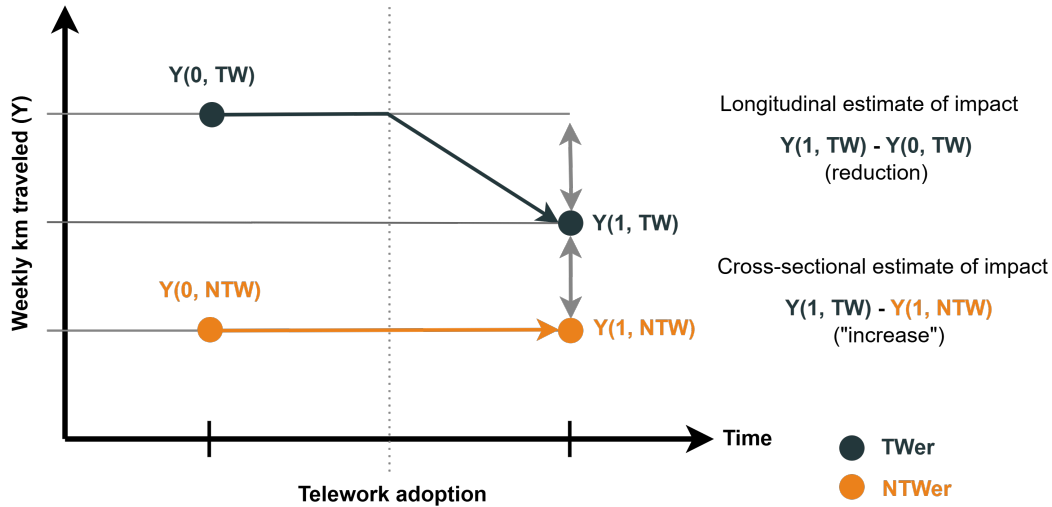 Weekly km traveled (Y)
Y(0, TW)
Y(1, TW)
Y(0, NTW)
Y(1, NTW)
Time
Telework adoption
Longitudinal estimate of impact
Y(1, TW) - Y(0, TW)
(reduction)
Cross-sectional estimate of impact
Y(1, TW) - Y(1, NTW)
("increase")
TWer
NTWer